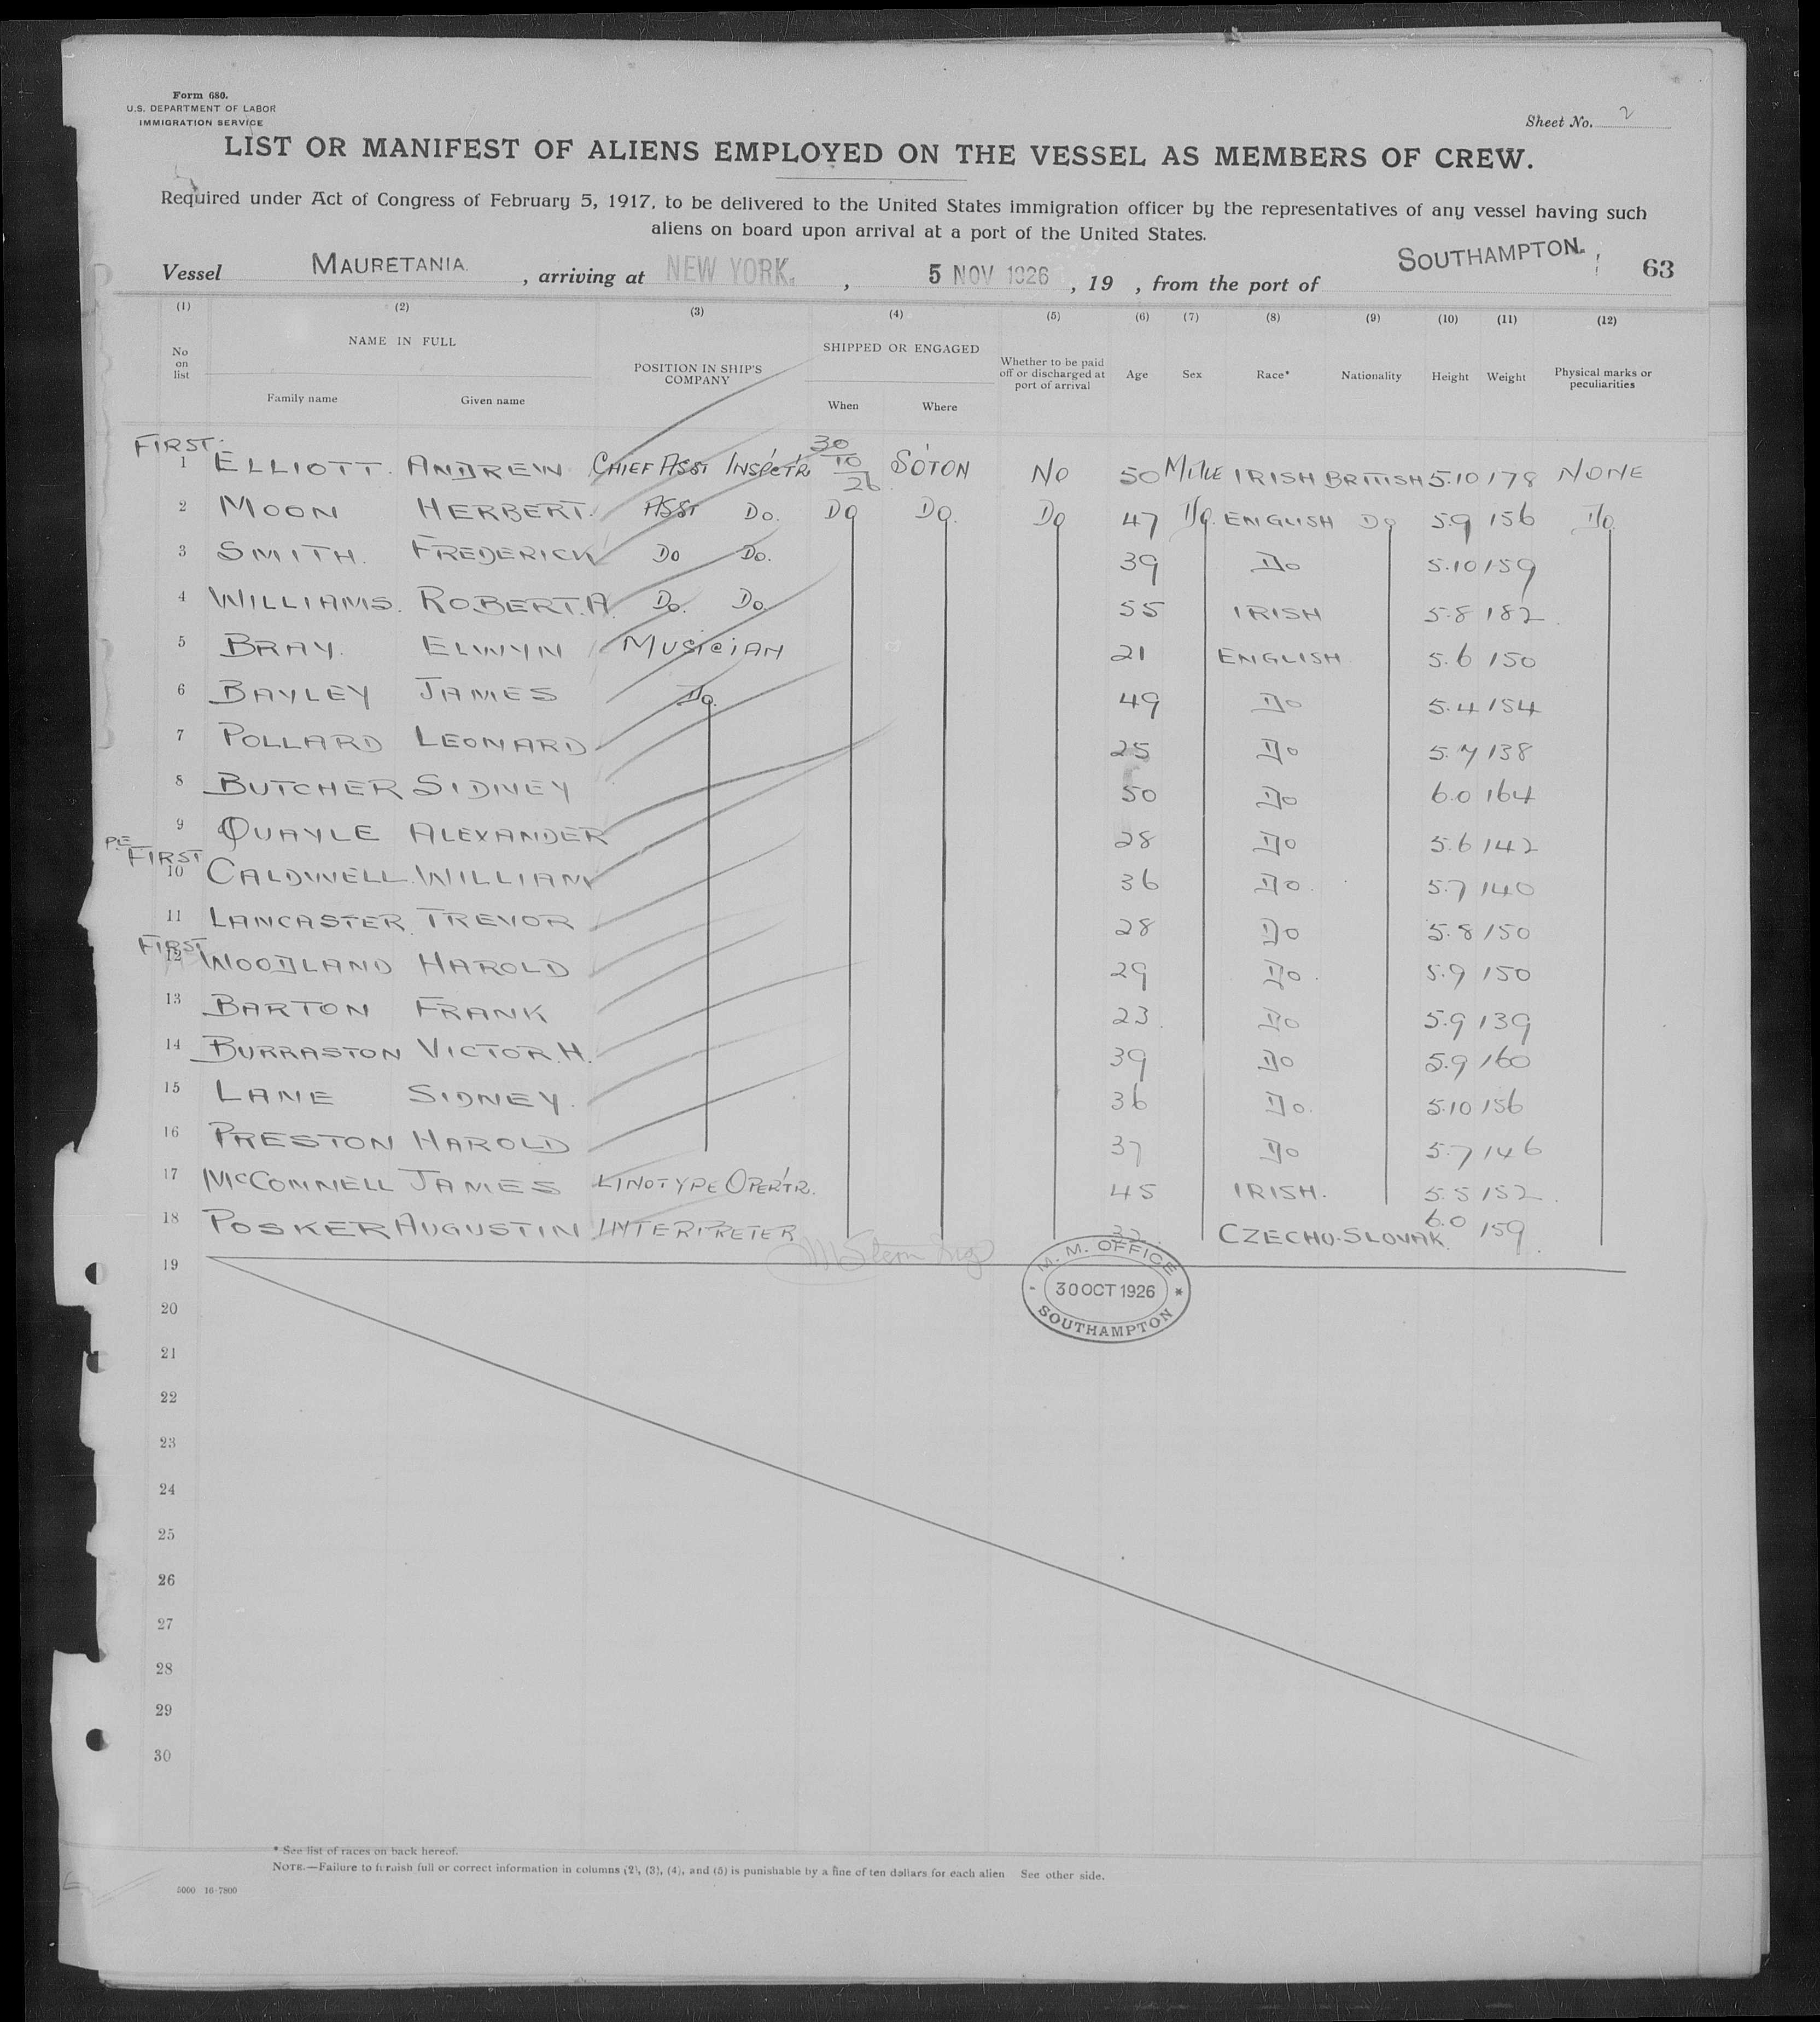 Form 680.
U.S. DEPARTMENT OF LABOR
IMMIGRATION SERVICE
Sheet No. 2
LIST OR MANIFEST OF ALIENS EMPLOYED ON THE VESSEL AS MEMBERS OF CREW.
Required under Act of Congress of February 5, 1917, to be delivered to the United States immigration officer by the representatives of any vessel having such
aliens on board upon arrival at a port of the United States.
Vessel MAURETANIA. , arriving at NEW YORK. , 5 NOV 1926 , 19 , from the port of SOUTHAMPTON. 63
(1) (2) (3) (4) (5) (6) (7) (8) (9) (10) (11) (12)
No on list NAME IN FULL POSITION IN SHIP'S COMPANY SHIPPED OR ENGAGED Whether to be paid off or discharged at port of arrival Age Sex Race* Nationality Height Weight Physical marks or peculiarities
Family name Given name When Where
FIRST
1 ELLIOTT. ANDREW CHIEF ASST INSPECT'R 30/10/26 S'OTON NO 50 MALE IRISH BRITISH 5.10 178 NONE
2 MOON HERBERT. ASST DO. DO DO. DO 47 DO. ENGLISH DO 5.9 156 DO
3 SMITH. FREDERICK DO DO. 39 DO 5.10 159
4 WILLIAMS. ROBERT. A. DO. DO 55 IRISH 5.8 182
5 BRAY. ELWYN MUSICIAN 21 ENGLISH 5.6 150
6 BAYLEY JAMES DO. 49 DO 5.4 154
7 POLLARD LEONARD 25 DO 5.7 138
8 BUTCHER SIDNEY 50 DO 6.0 164
9 QUAYLE ALEXANDER 28 DO 5.6 142
P.E. FIRST
10 CALDWELL. WILLIAM 36 DO. 5.7 140
11 LANCASTER. TREVOR 28 DO 5.8 150
FIRST
12 WOODLAND HAROLD 29 DO. 5.9 150
13 BARTON FRANK 23. DO 5.9 139
14 BURRASTON VICTOR. H. 39 DO 5.9 160
15 LANE SIDNEY. 36 DO. 5.10 156
16 PRESTON HAROLD 37 DO 5.7 146
17 McCONNELL JAMES LINOTYPE OPER'TR. 45 IRISH. 5.5 152.
18 POSKER AUGUSTIN INTERPRETER 32. CZECHO-SLOVAK 6.0 159
19
M. M. OFFICE
30 OCT 1926
SOUTHAMPTON
20
21
22
23
24
25
26
27
28
29
30
* See list of races on back hereof.
NOTE.—Failure to furnish full or correct information in columns (2), (3), (4), and (5) is punishable by a fine of ten dollars for each alien See other side.
5000 16-7800